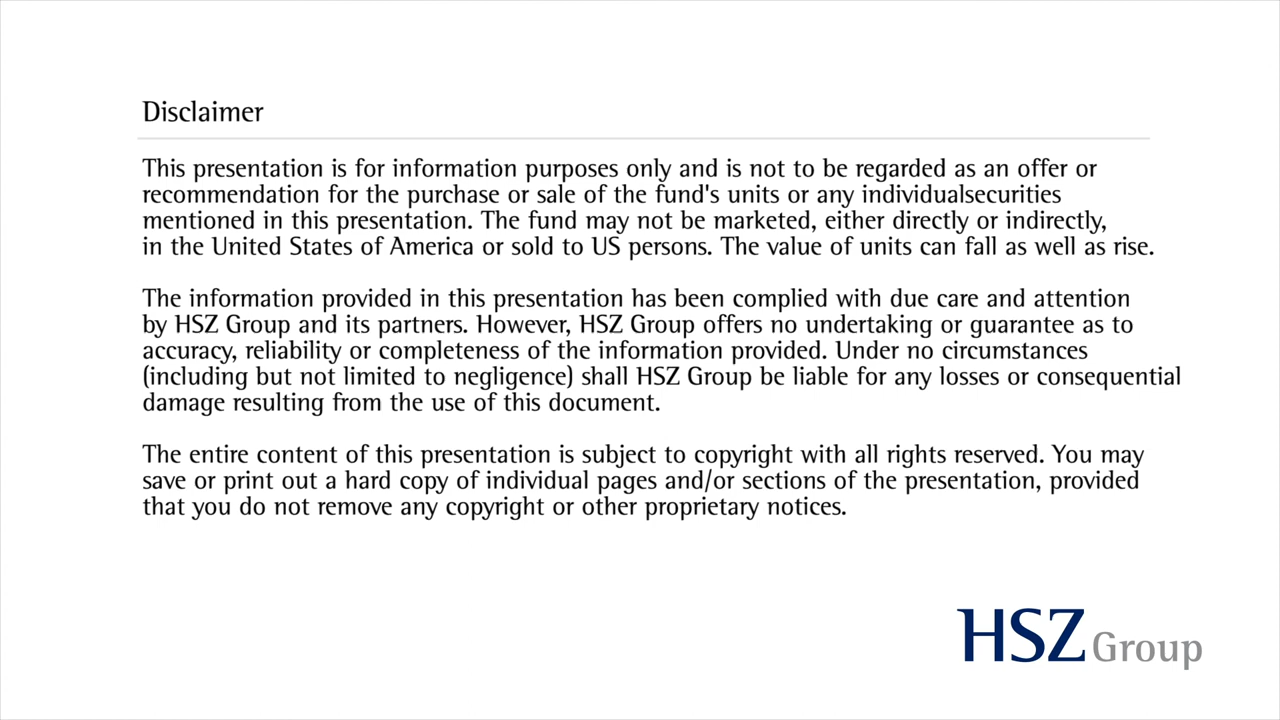 Disclaimer
This presentation is for information purposes only and is not to be regarded as an offer or
recommendation for the purchase or sale of the fund's units or any individualsecurities
mentioned in this presentation. The fund may not be marketed, either directly or indirectly,
in the United States of America or sold to US persons. The value of units can fall as well as rise.
The information provided in this presentation has been complied with due care and attention
by HSZ Group and its partners. However, HSZ Group offers no undertaking or guarantee as to
accuracy, reliability or completeness of the information provided. Under no circumstances
(including but not limited to negligence) shall HSZ Group be liable for any losses or consequential
damage resulting from the use of this document.
The entire content of this presentation is subject to copyright with all rights reserved. You may
save or print out a hard copy of individual pages and/or sections of the presentation, provided
that you do not remove any copyright or other proprietary notices.
HSZ Group